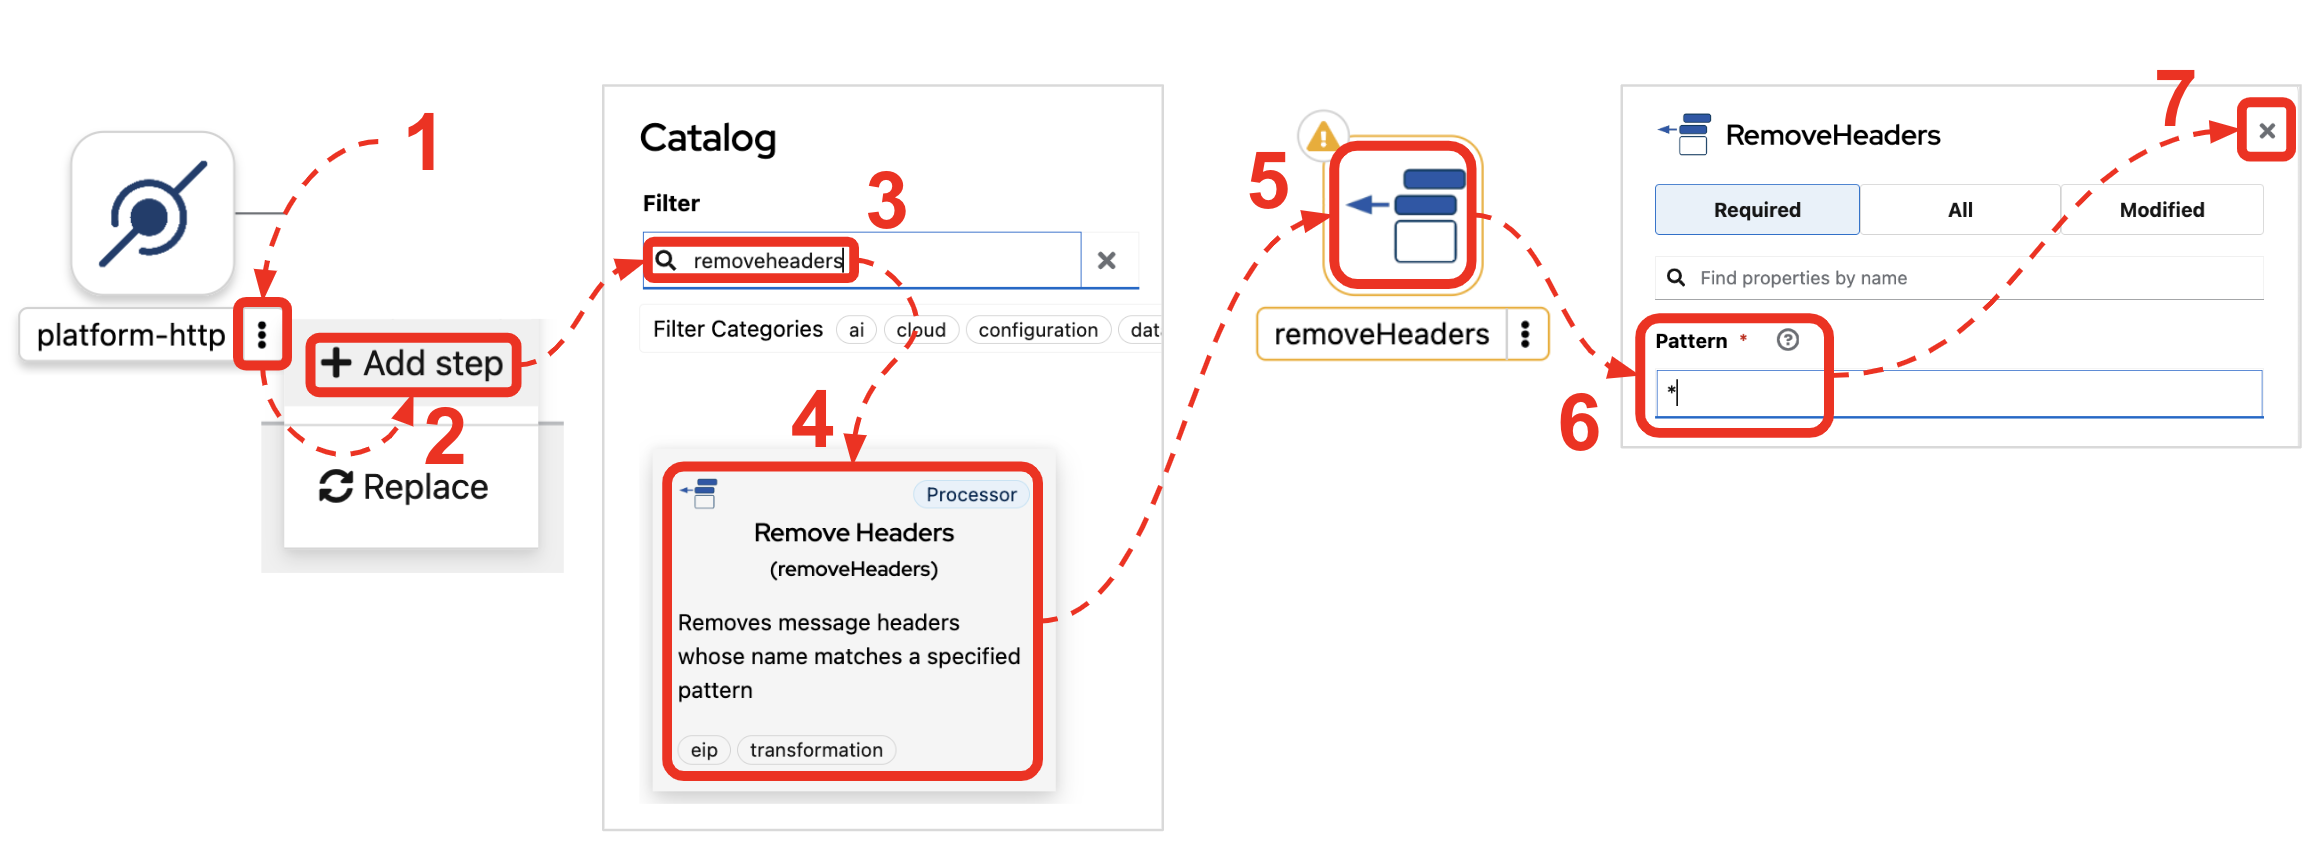 1
platform-http
Add step
2
Replace
Catalog
Filter
3
removeheaders
Filter Categories ai cloud configuration dat
4
Processor
Remove Headers
(removeHeaders)
Removes message headers
whose name matches a specified
pattern
eip transformation
5
removeHeaders
6
7
RemoveHeaders
Required All Modified
Find properties by name
Pattern *
*